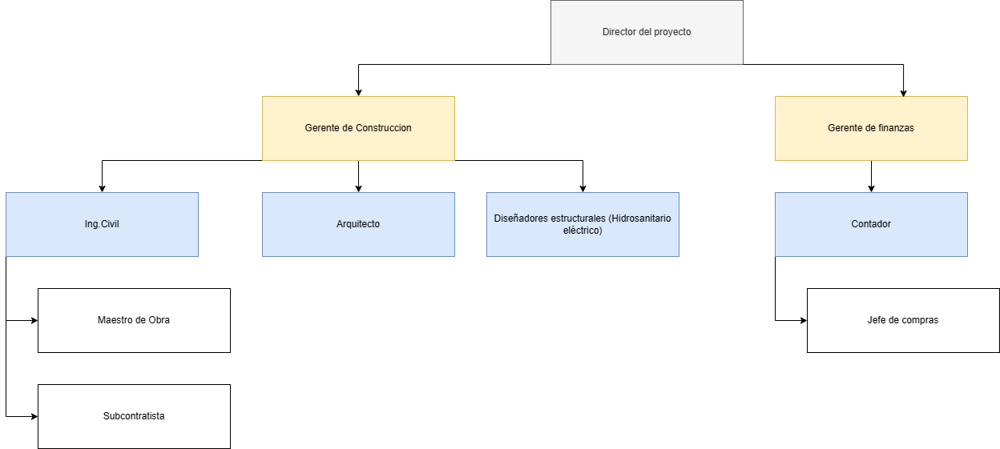 Director del proyecto
Gerente de Construccion
Gerente de finanzas
Ing.Civil
Arquitecto
Diseñadores estructurales (Hidrosanitario
eléctrico)
Contador
Maestro de Obra
Jefe de compras
Subcontratista